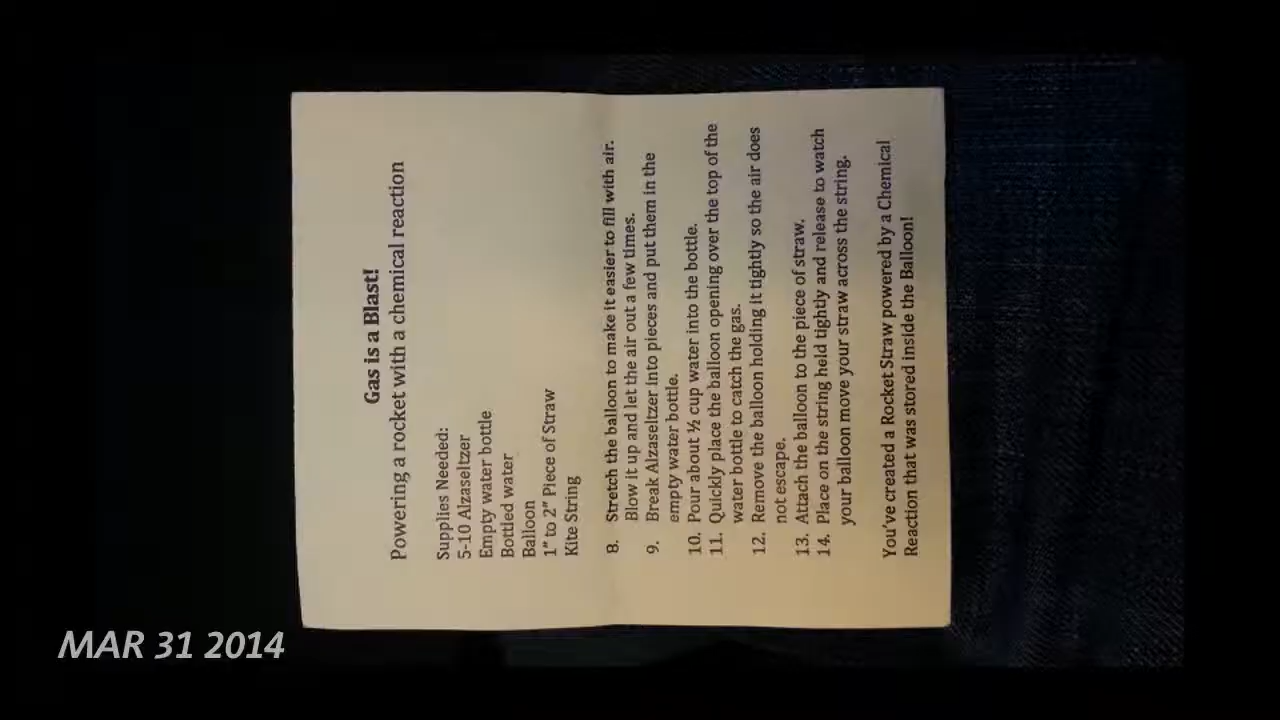 Gas is a Blast!
Powering a rocket with a chemical reaction
Supplies Needed:
5-10 Alzaseltzer
Empty water bottle
Bottled water
Balloon
1" to 2" Piece of Straw
Kite String
8. Stretch the balloon to make it easier to fill with air.
Blow it up and let the air out a few times.
9. Break Alzaseltzer into pieces and put them in the
empty water bottle.
10. Pour about ½ cup water into the bottle.
11. Quickly place the balloon opening over the top of the
water bottle to catch the gas.
12. Remove the balloon holding it tightly so the air does
not escape.
13. Attach the balloon to the piece of straw.
14. Place on the string held tightly and release to watch
your balloon move your straw across the string.
You've created a Rocket Straw powered by a Chemical
Reaction that was stored inside the Balloon!
MAR 31 2014